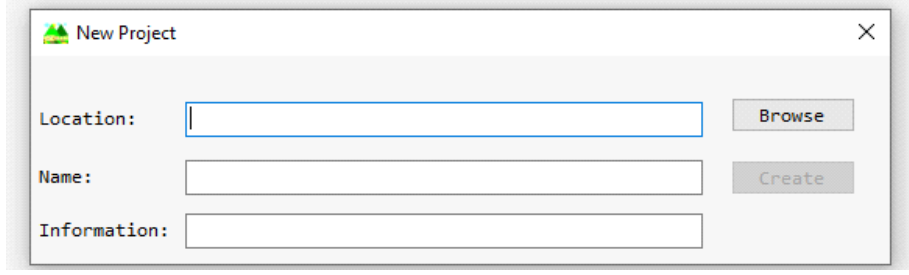 New Project
Location:
Browse
Name:
Create
Information: